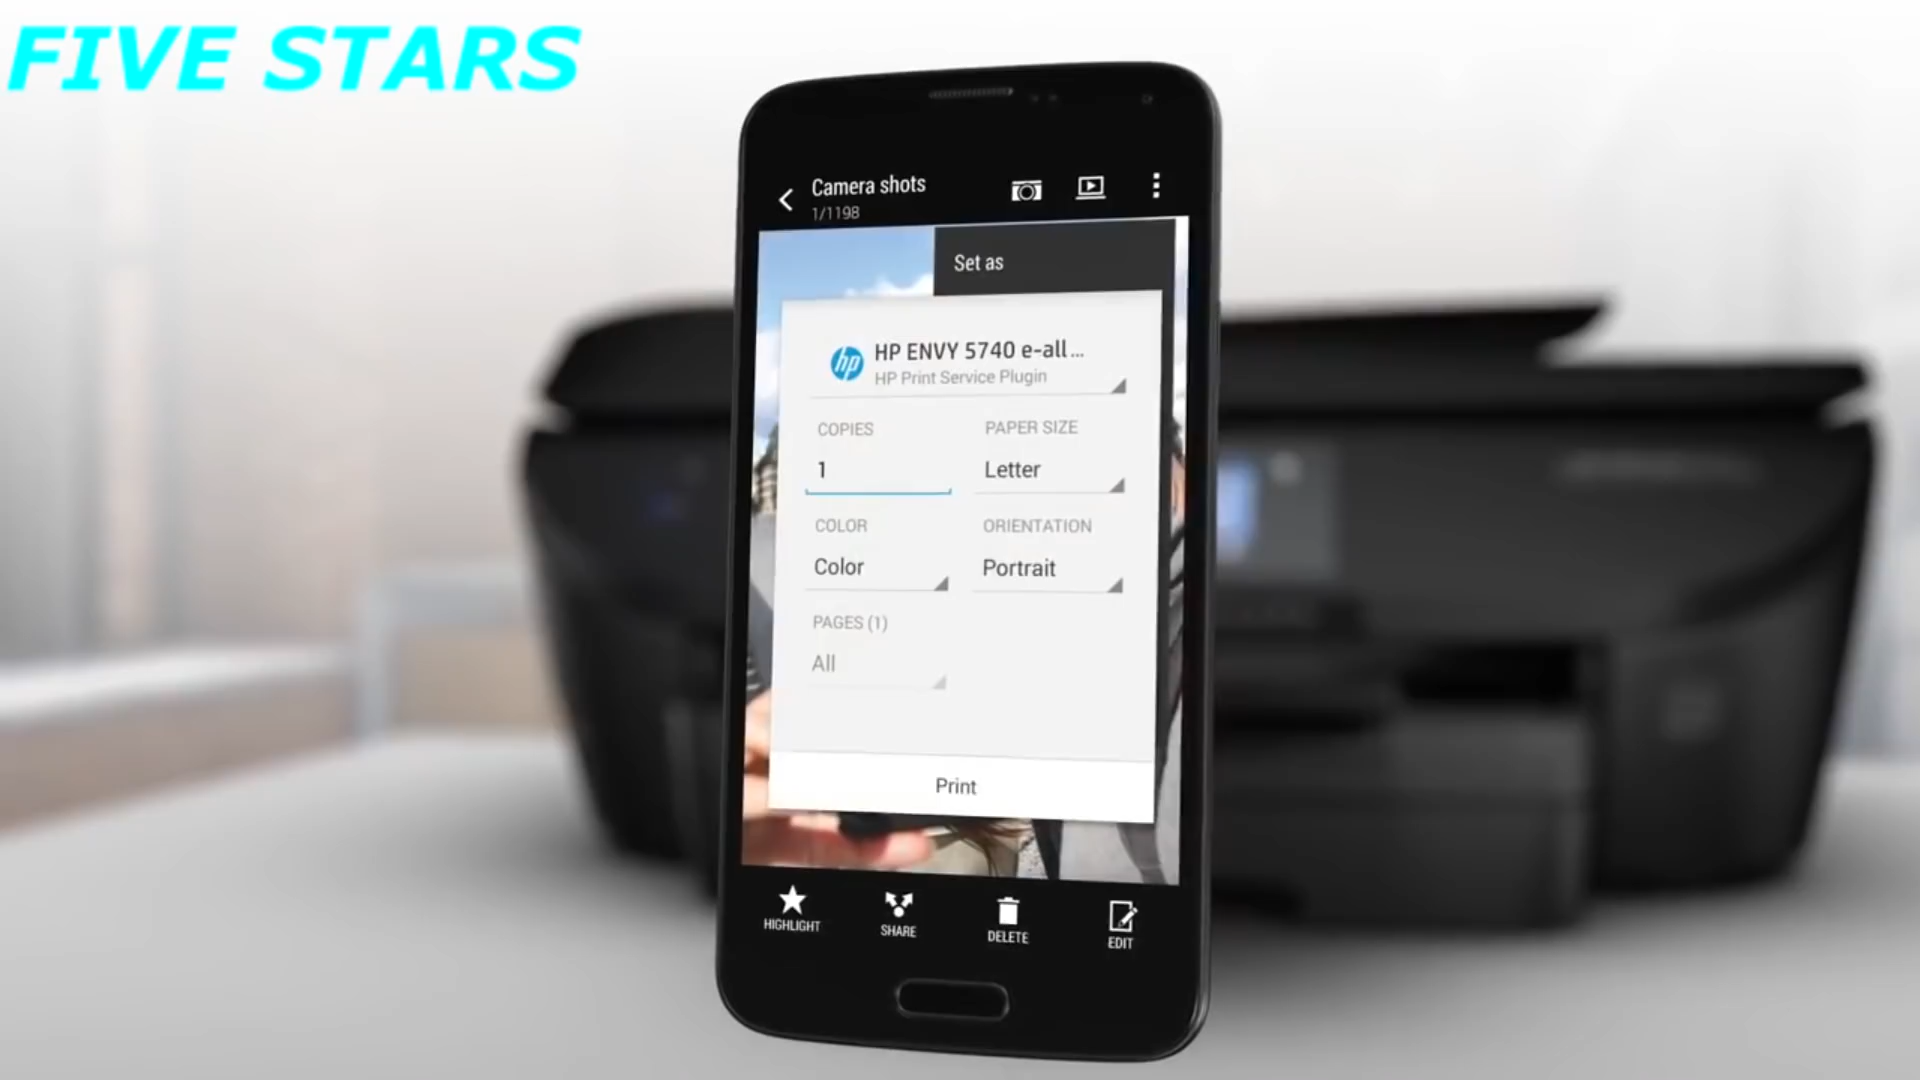 FIVE STARS
Camera shots
1/1198
Set as
hp
HP ENVY 5740 e-all...
HP Print Service Plugin
COPIES
PAPER SIZE
1
Letter
COLOR
ORIENTATION
Color
Portrait
PAGES (1)
All
Print
HIGHLIGHT
SHARE
DELETE
EDIT